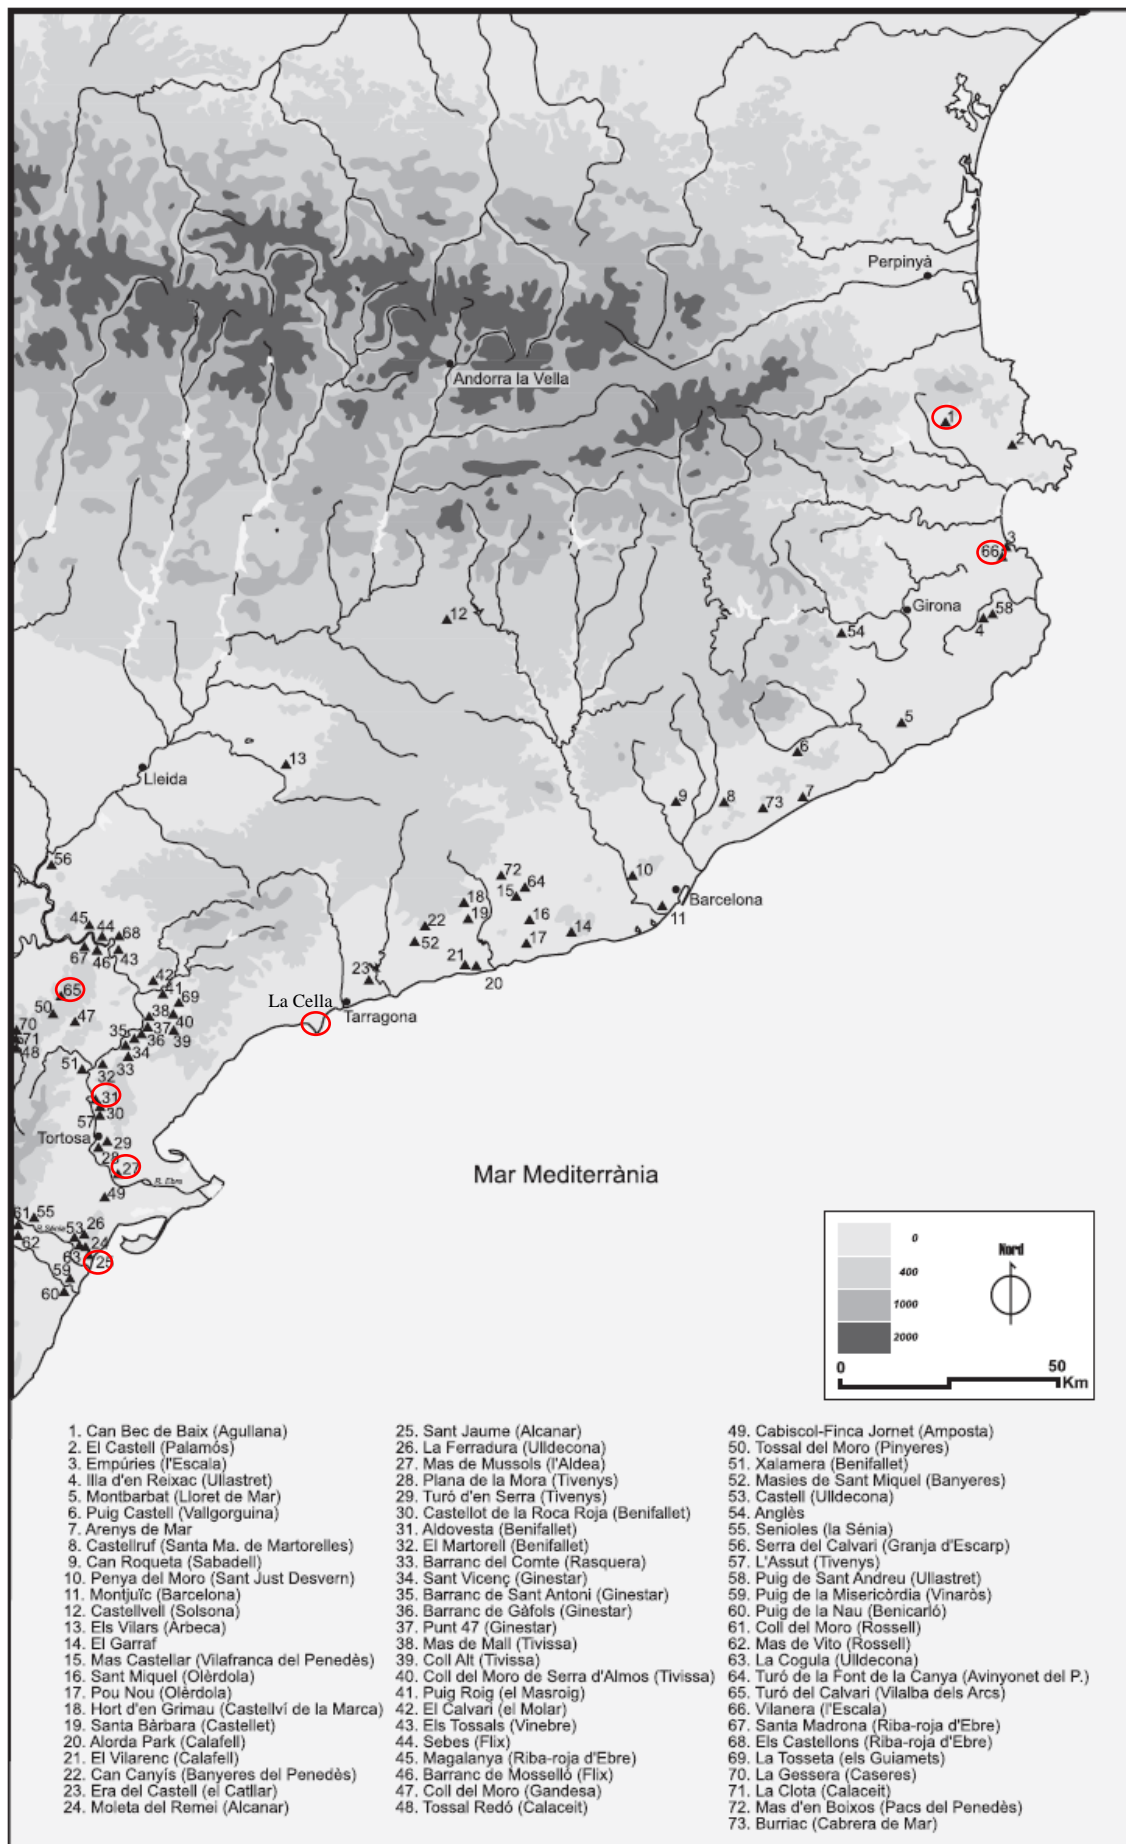 Perpinyà
Andorra la Vella
1
2
3
66
Girona
58
4
54
12
5
6
13
Lleida
9
8
73
7
56
72
10
64
15
Barcelona
18
11
45
44
68
19
16
22
14
67
46
43
52
17
42
23
21
20
65
41
69
La Cella
50
38
Tarragona
47
40
70
37
35
36
39
71
34
48
33
51
32
31
30
57
Tortosa
29
28
27
Mar Mediterrània
R. Ebre
49
61
55
R. Sénia
26
53
62
24
63
25
59
60
0
Nord
400
1000
2000
0
50
Km
1. Can Bec de Baix (Agullana)
2. El Castell (Palamós)
3. Empúries (l'Escala)
4. Illa d'en Reixac (Ullastret)
5. Montbarbat (Lloret de Mar)
6. Puig Castell (Vallgorguina)
7. Arenys de Mar
8. Castellruf (Santa Ma. de Martorelles)
9. Can Roqueta (Sabadell)
10. Penya del Moro (Sant Just Desvern)
11. Montjuïc (Barcelona)
12. Castellvell (Solsona)
13. Els Vilars (Arbeca)
14. El Garraf
15. Mas Castellar (Vilafranca del Penedès)
16. Sant Miquel (Olèrdola)
17. Pou Nou (Olèrdola)
18. Hort d'en Grimau (Castellví de la Marca)
19. Santa Bàrbara (Castellet)
20. Alorda Park (Calafell)
21. El Vilarenc (Calafell)
22. Can Canyís (Banyeres del Penedès)
23. Era del Castell (el Catllar)
24. Moleta del Remei (Alcanar)
25. Sant Jaume (Alcanar)
26. La Ferradura (Ulldecona)
27. Mas de Mussols (l'Aldea)
28. Plana de la Mora (Tivenys)
29. Turó d'en Serra (Tivenys)
30. Castellot de la Roca Roja (Benifallet)
31. Aldovesta (Benifallet)
32. El Martorell (Benifallet)
33. Barranc del Comte (Rasquera)
34. Sant Vicenç (Ginestar)
35. Barranc de Sant Antoni (Ginestar)
36. Barranc de Gàfols (Ginestar)
37. Punt 47 (Ginestar)
38. Mas de Mall (Tivissa)
39. Coll Alt (Tivissa)
40. Coll del Moro de Serra d'Almos (Tivissa)
41. Puig Roig (el Masroig)
42. El Calvari (el Molar)
43. Els Tossals (Vinebre)
44. Sebes (Flix)
45. Magalanya (Riba-roja d'Ebre)
46. Barranc de Mosselló (Flix)
47. Coll del Moro (Gandesa)
48. Tossal Redó (Calaceit)
49. Cabiscol-Finca Jornet (Amposta)
50. Tossal del Moro (Pinyeres)
51. Xalamera (Benifallet)
52. Masies de Sant Miquel (Banyeres)
53. Castell (Ulldecona)
54. Anglès
55. Senioles (la Sénia)
56. Serra del Calvari (Granja d'Escarp)
57. L'Assut (Tivenys)
58. Puig de Sant Andreu (Ullastret)
59. Puig de la Misericòrdia (Vinaròs)
60. Puig de la Nau (Benicarló)
61. Coll del Moro (Rossell)
62. Mas de Vito (Rossell)
63. La Cogula (Ulldecona)
64. Turó de la Font de la Canya (Avinyonet del P.)
65. Turó del Calvari (Vilalba dels Arcs)
66. Vilanera (l'Escala)
67. Santa Madrona (Riba-roja d'Ebre)
68. Els Castellons (Riba-roja d'Ebre)
69. La Tosseta (els Guiamets)
70. La Gessera (Caseres)
71. La Clota (Calaceit)
72. Mas d'en Boixos (Pacs del Penedès)
73. Burriac (Cabrera de Mar)